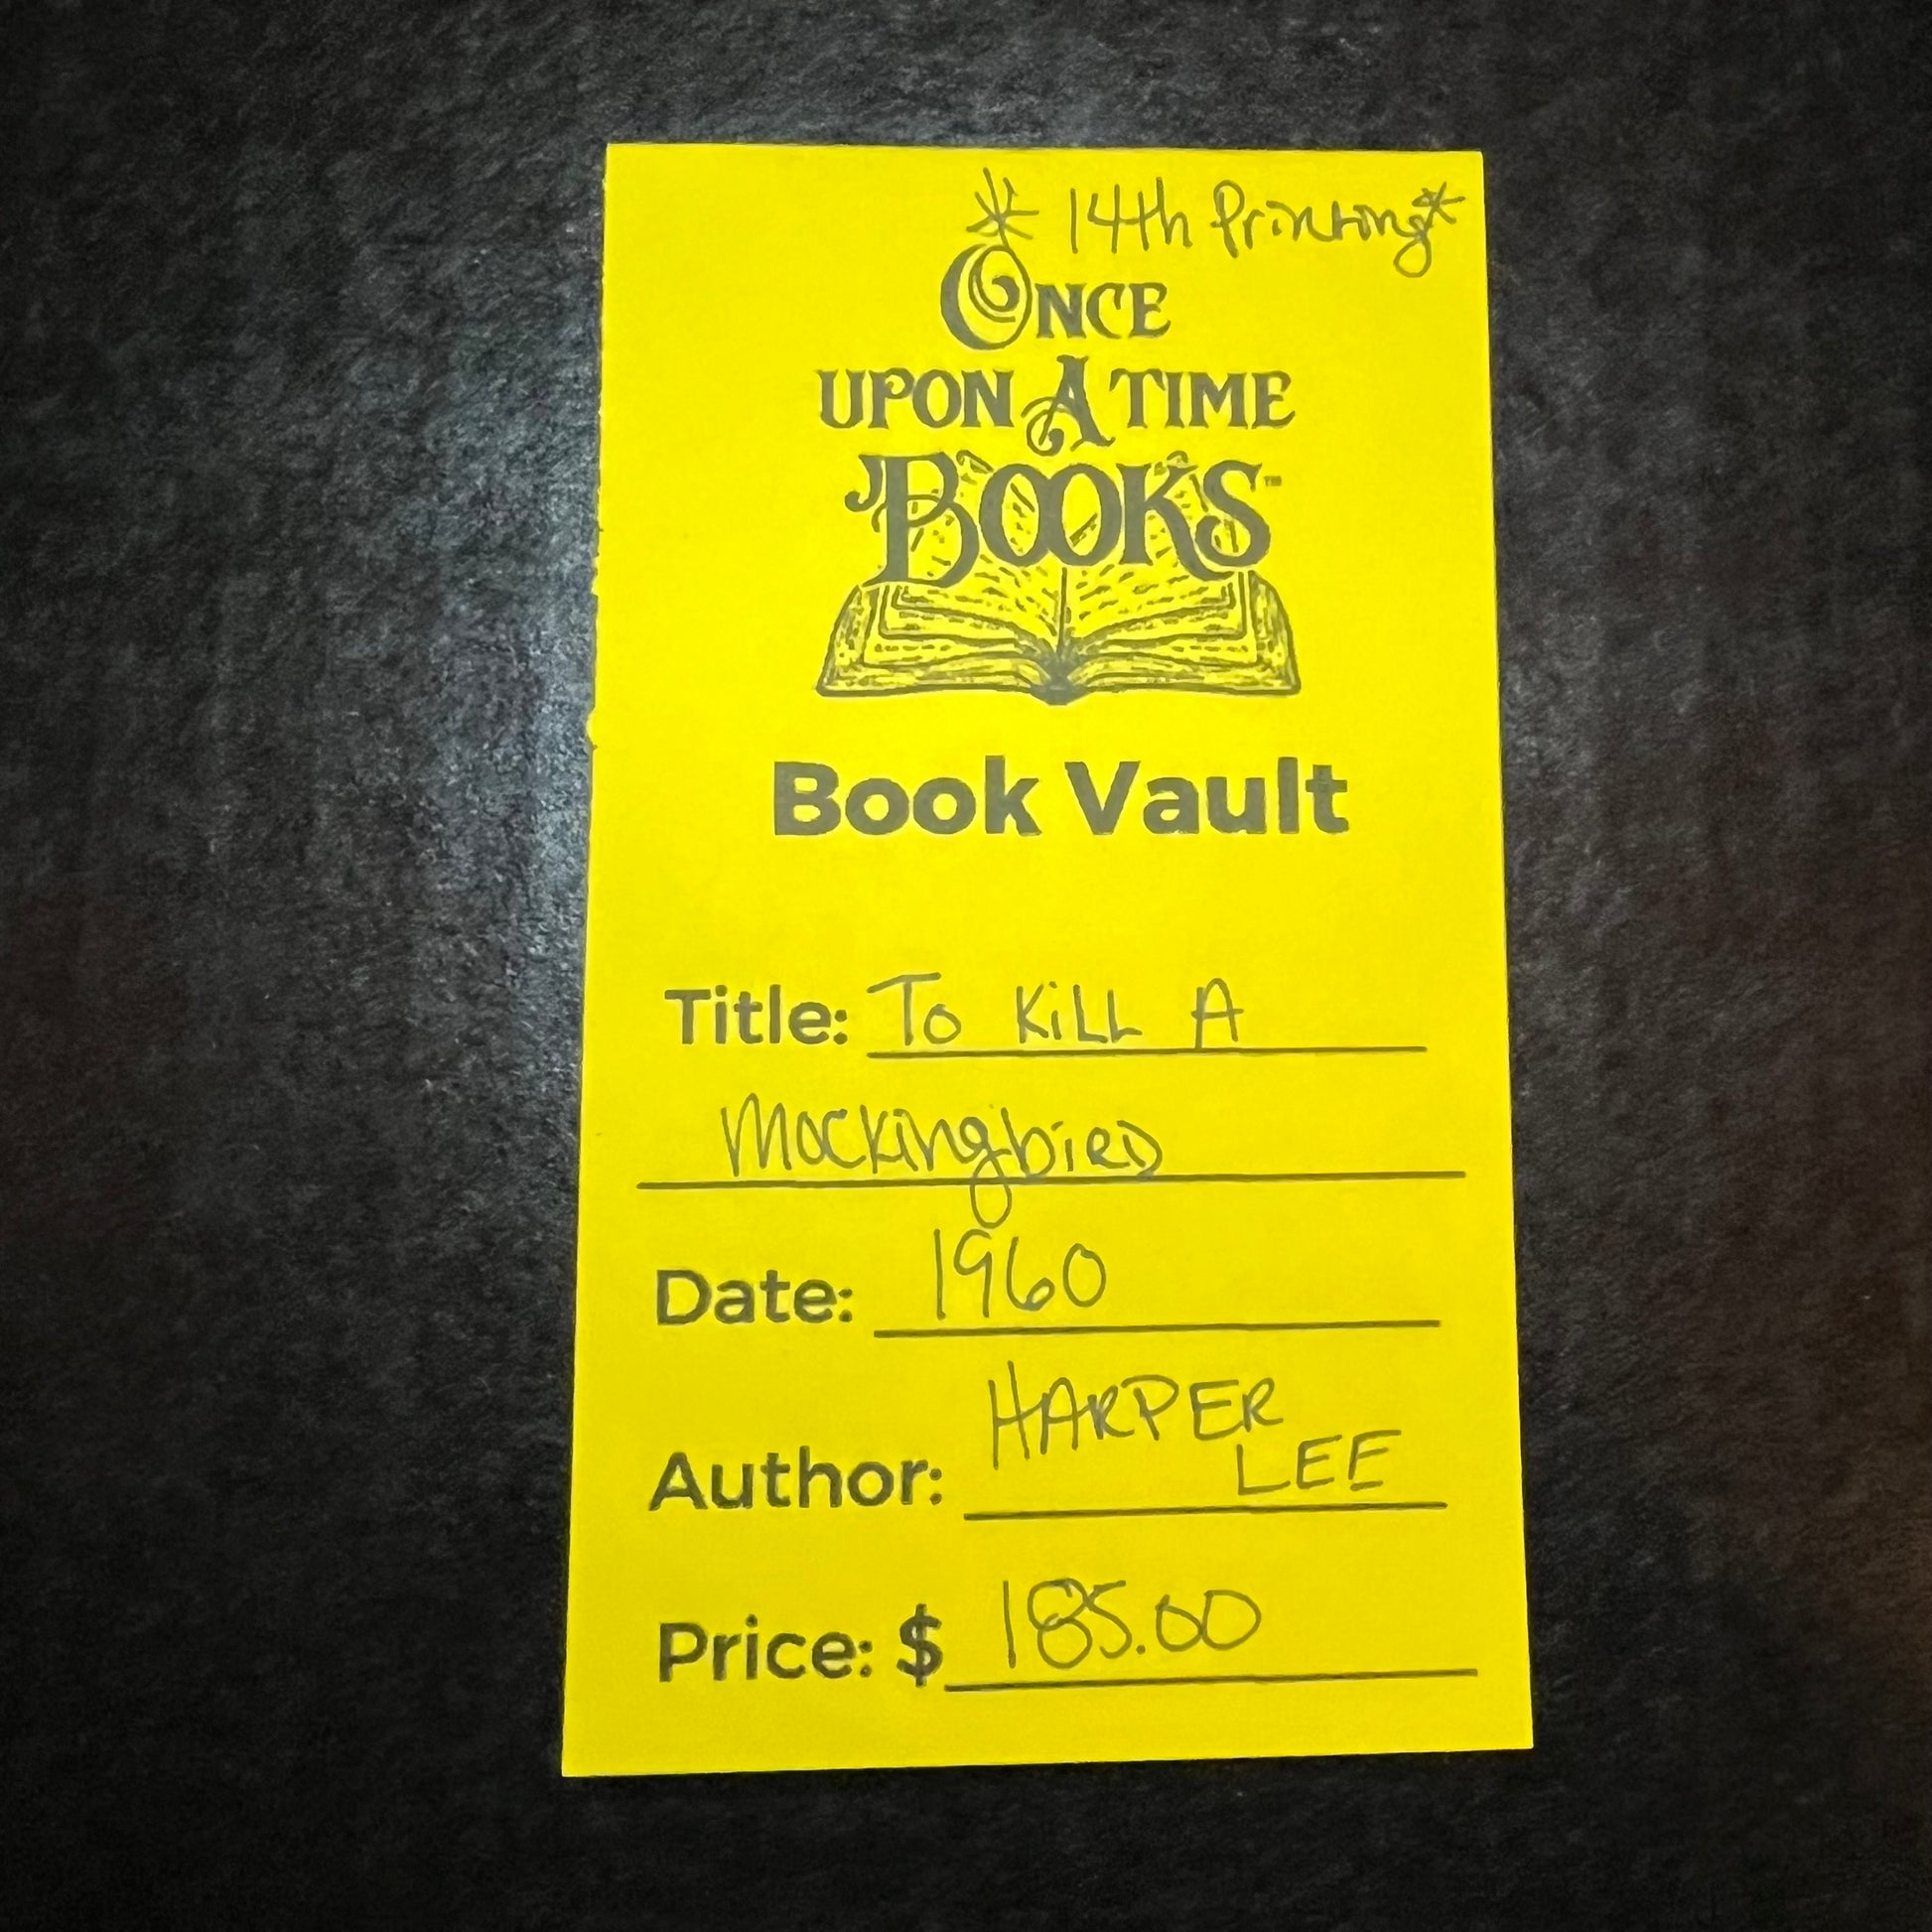 * 14th Printing *
ONCE
UPON A TIME
BOOKS™
Book Vault
Title: To KiLL A
Mockingbird
Date: 1960
HARPER
Author: LEE
Price: $ 185.00